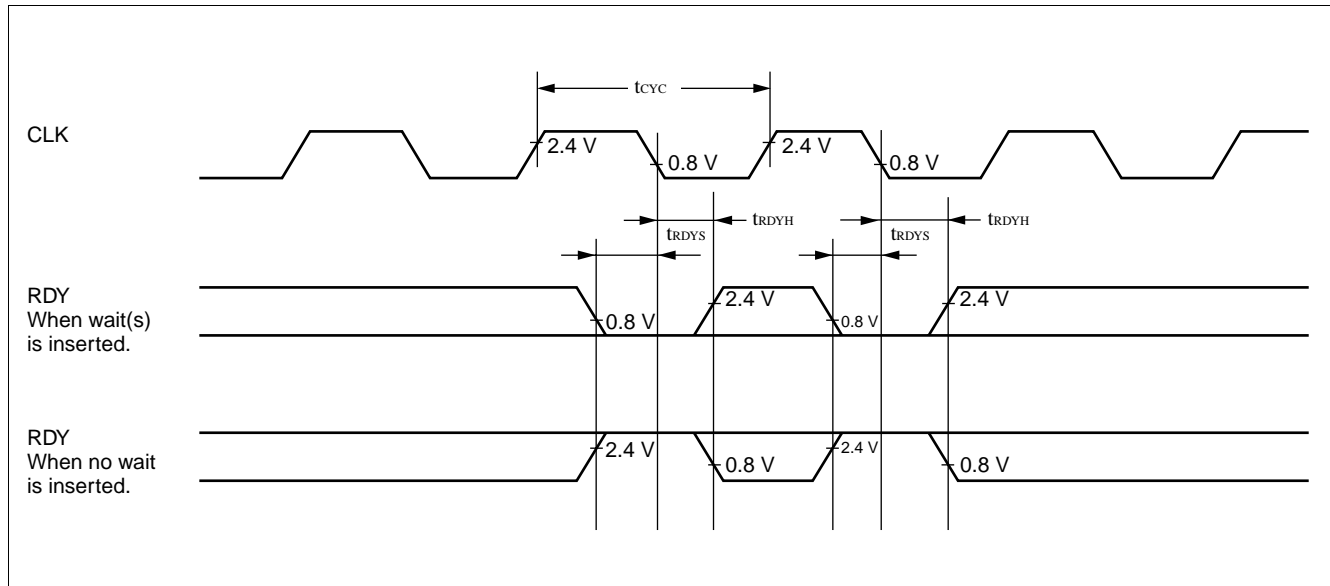 tCYC
CLK
2.4 V
0.8 V
2.4 V
0.8 V
tRDYH
tRDYH
tRDYS
tRDYS
RDY
When wait(s)
is inserted.
0.8 V
2.4 V
0.8 V
2.4 V
RDY
When no wait
is inserted.
2.4 V
0.8 V
2.4 V
0.8 V